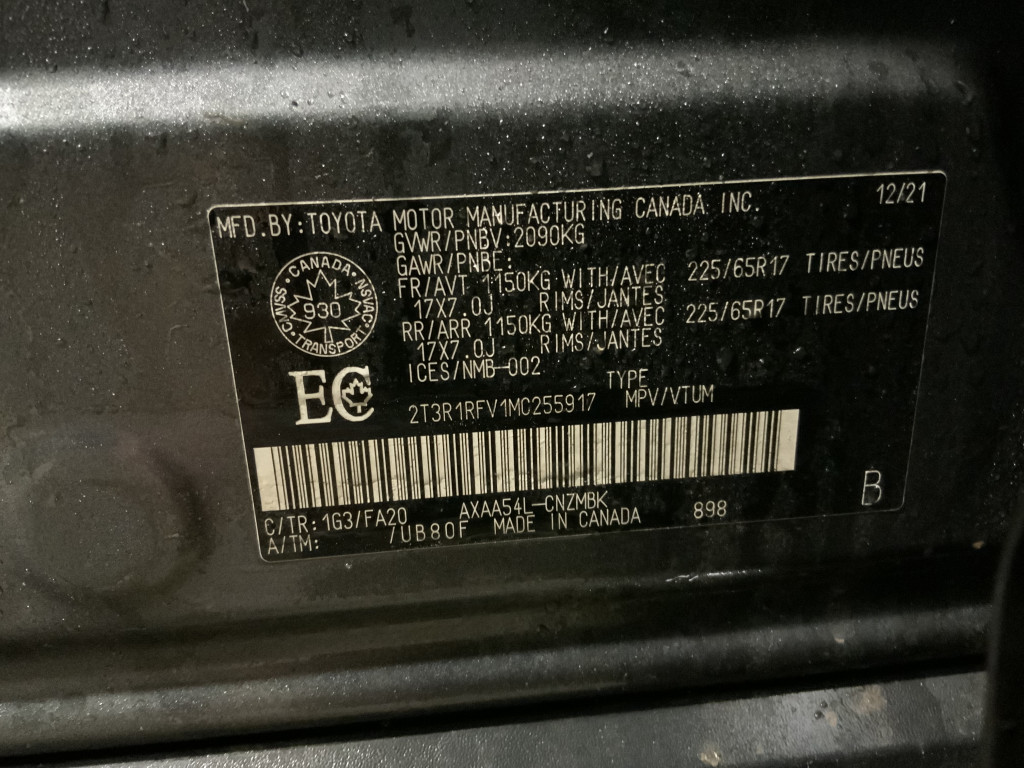 MFD.BY:TOYOTA MOTOR MANUFACTURING CANADA INC. 12/21
GVWR/PNBV:2090KG
GAWR/PNBE:
FR/AVT 1150KG WITH/AVEC 225/65R17 TIRES/PNEUS
17X7.0J RIMS/JANTES
RR/ARR 1150KG WITH/AVEC 225/65R17 TIRES/PNEUS
17X7.0J RIMS/JANTES
ICES/NMB-002
CANADA
CMVSS · NSVAC
930
TRANSPORT
EC
TYPE
2T3R1RFV1MC255917 MPV/VTUM
C/TR: 1G3/FA20 AXAA54L-CNZMBK 898 B
A/TM: /UB80F MADE IN CANADA